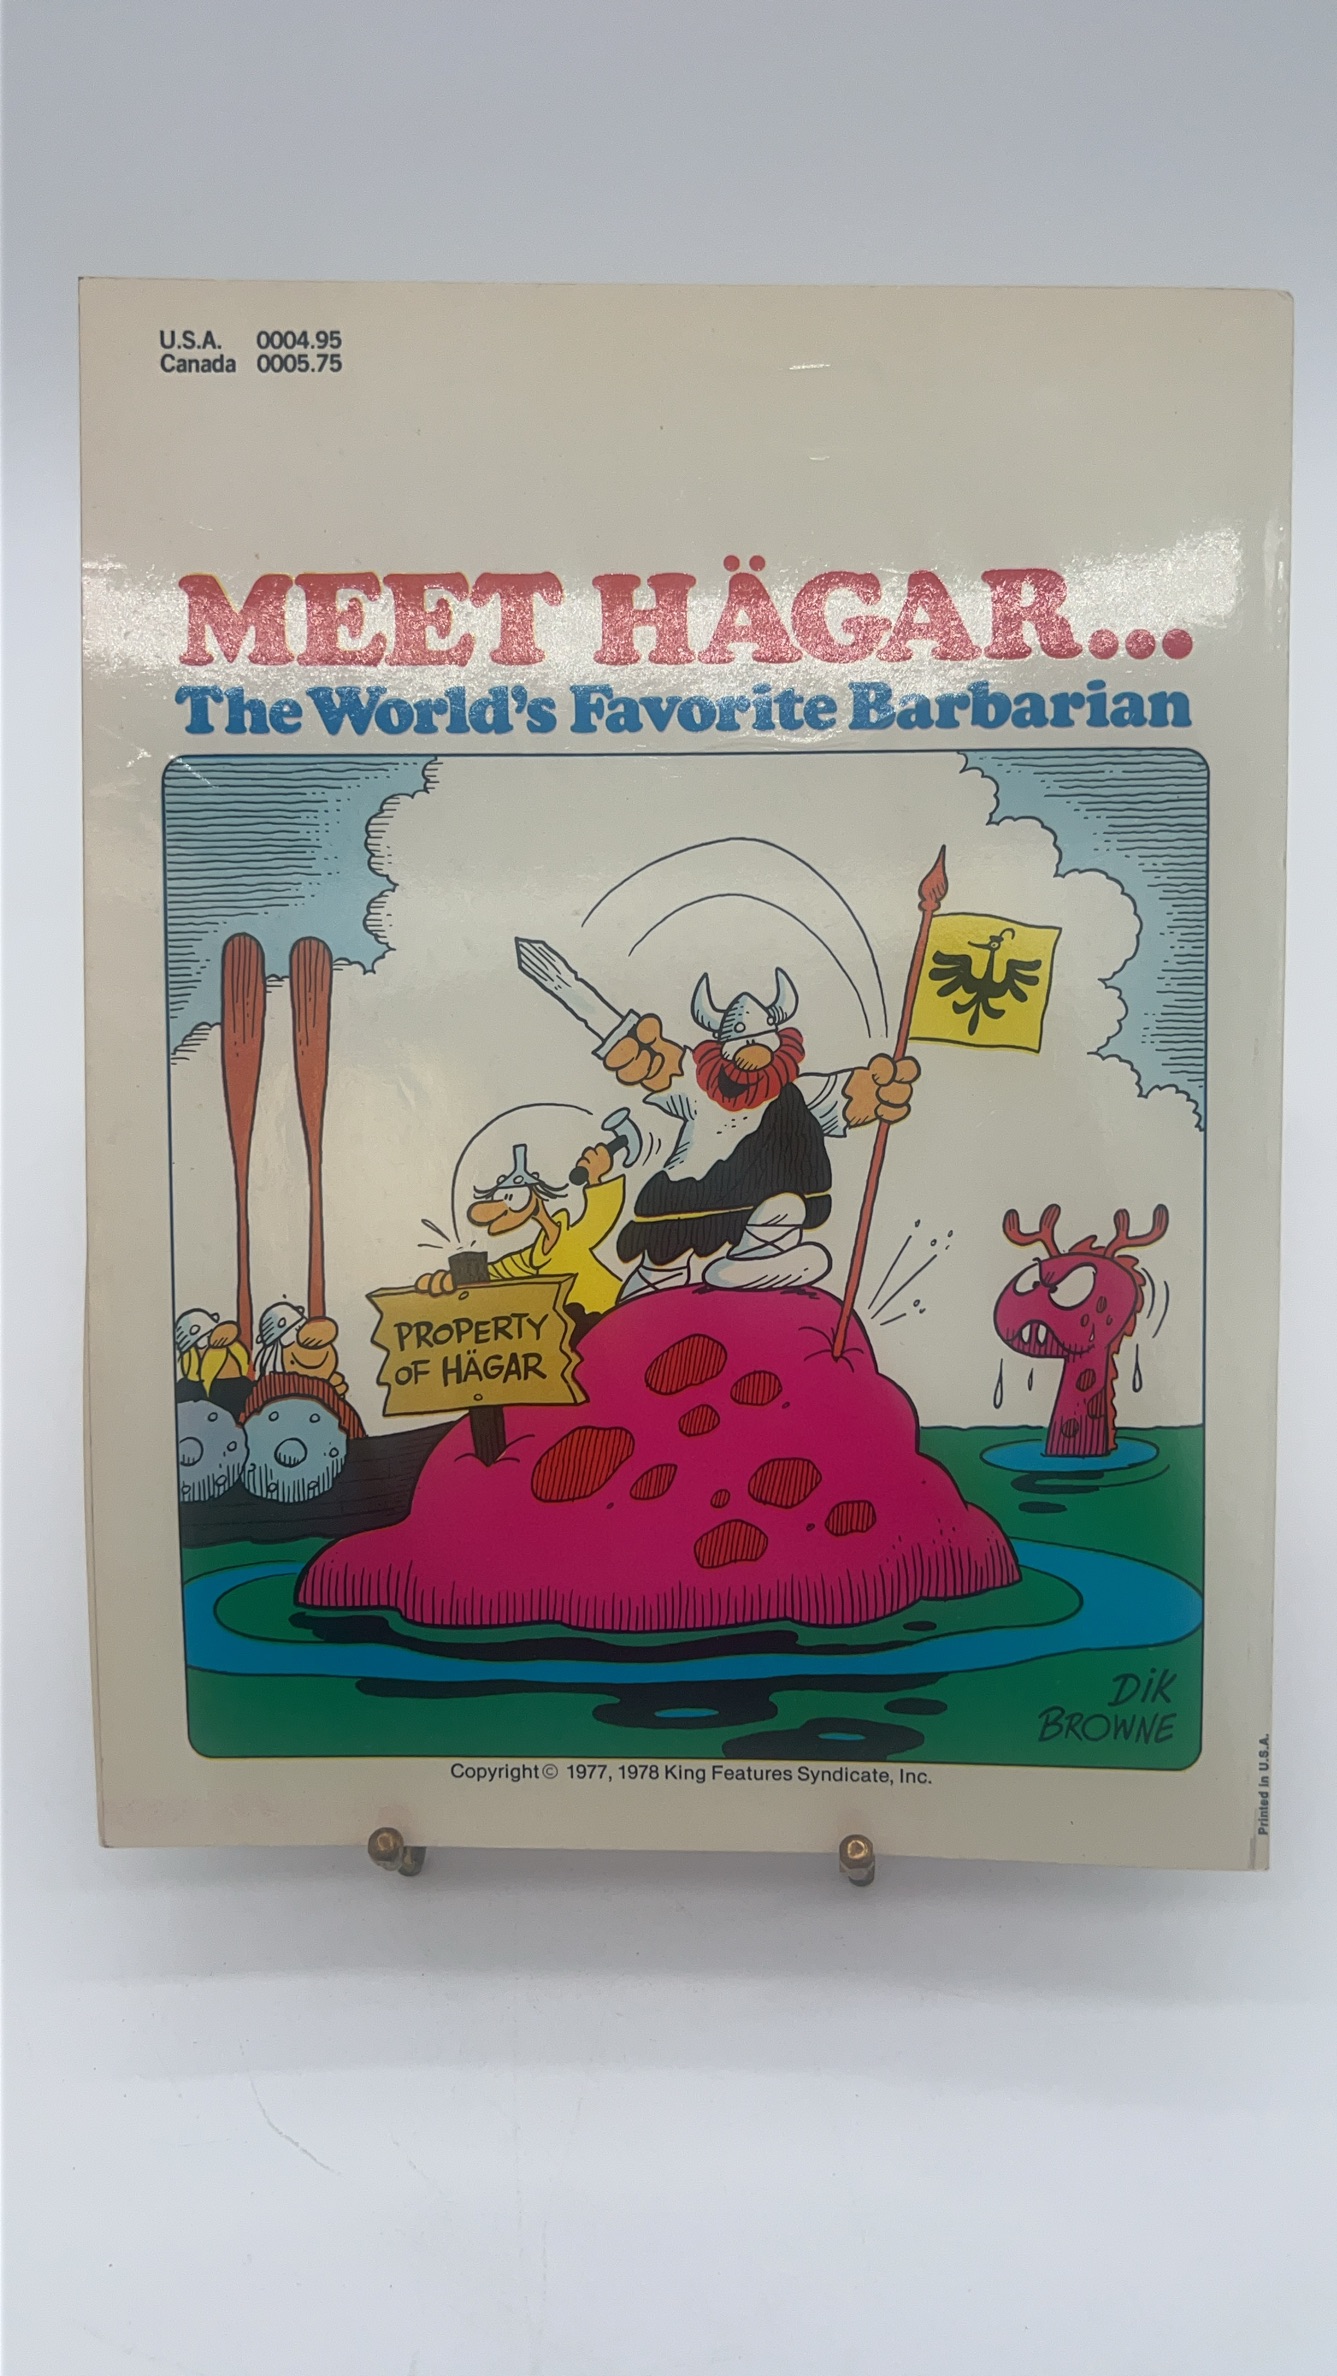 U.S.A. 0004.95
Canada 0005.75
MEET HÄGAR...
The World's Favorite Barbarian
PROPERTY
OF HÄGAR
DiK
BROWNE
Copyright© 1977, 1978 King Features Syndicate, Inc.
Printed in U.S.A.